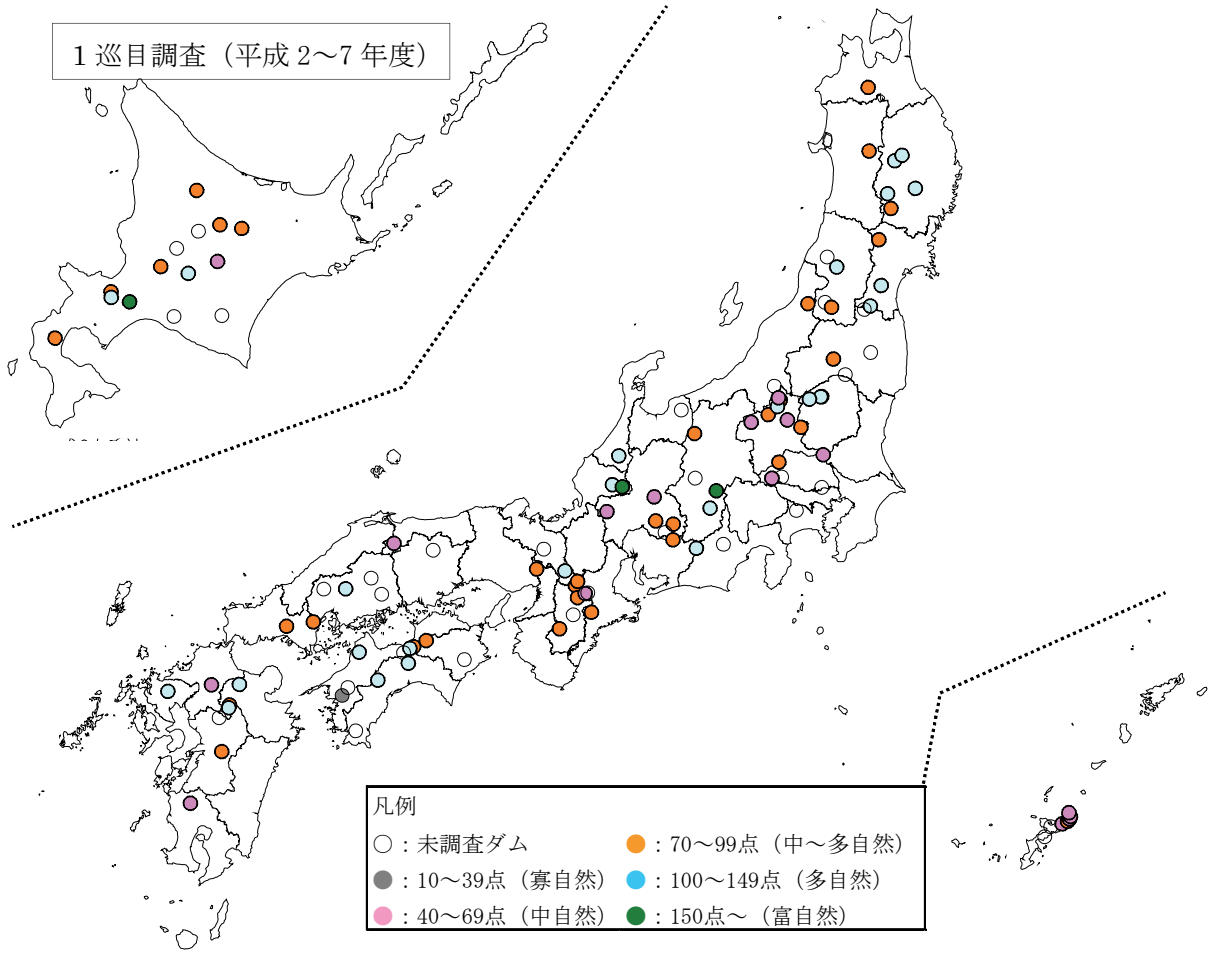 1巡目調査（平成 2～7 年度）
凡例
○：未調査ダム
●：70～99点（中～多自然）
●：10～39点（寡自然）
●：100～149点（多自然）
●：40～69点（中自然）
●：150点～（富自然）